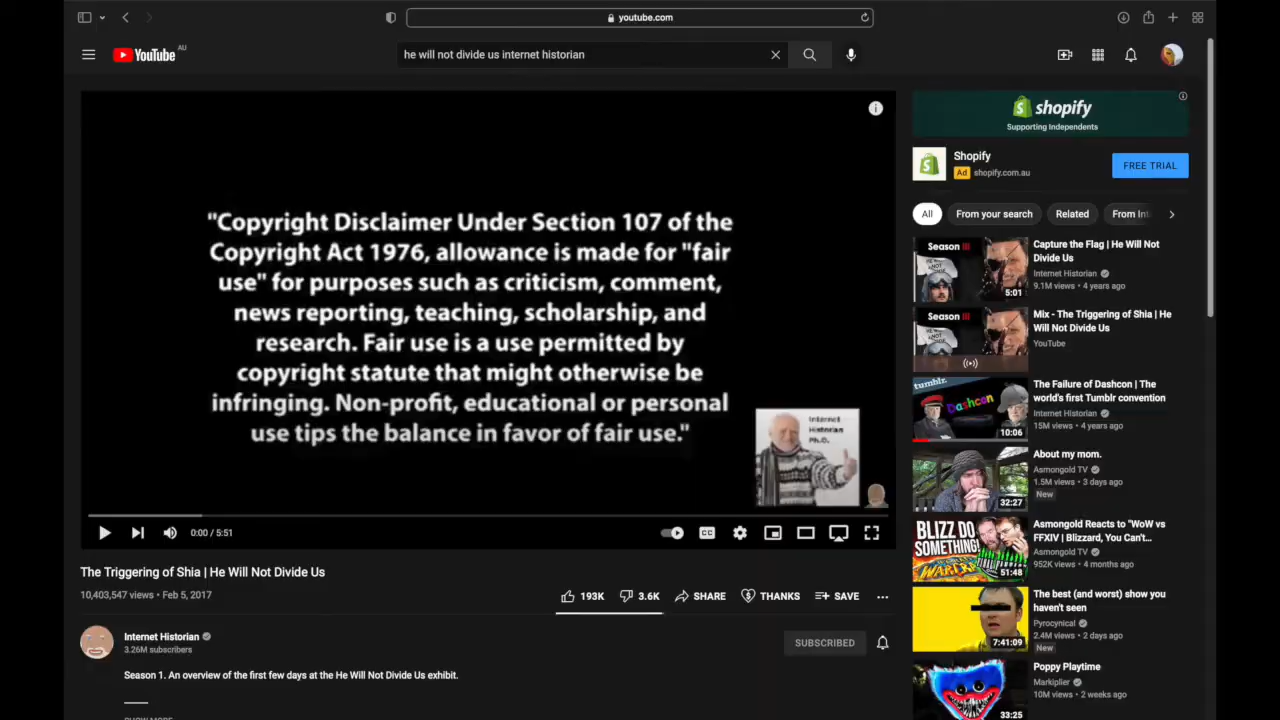 youtube.com
YouTube AU
he will not divide us internet historian
"Copyright Disclaimer Under Section 107 of the
Copyright Act 1976, allowance is made for "fair
use" for purposes such as criticism, comment,
news reporting, teaching, scholarship, and
research. Fair use is a use permitted by
copyright statute that might otherwise be
infringing. Non-profit, educational or personal
use tips the balance in favor of fair use."
Internet
Historian
Ph.D.
0:00 / 5:51
CC
The Triggering of Shia | He Will Not Divide Us
10,403,547 views • Feb 5, 2017
193K
3.6K
SHARE
THANKS
SAVE
Internet Historian
3.26M subscribers
SUBSCRIBED
Season 1. An overview of the first few days at the He Will Not Divide Us exhibit.
shopify
Supporting Independents
Shopify
Ad shopify.com.au
FREE TRIAL
All
From your search
Related
From
Season III
5:01
Capture the Flag | He Will Not
Divide Us
Internet Historian
9.1M views • 4 years ago
Season III
Mix - The Triggering of Shia | He
Will Not Divide Us
YouTube
tumblr.
Dashcon
10:06
The Failure of Dashcon | The
world's first Tumblr convention
Internet Historian
15M views • 4 years ago
32:27
About my mom.
Asmongold TV
1.5M views • 3 days ago
New
BLIZZ DO
SOMETHING!
51:48
Asmongold Reacts to "WoW vs
FFXIV | Blizzard, You Can't...
Asmongold TV
952K views • 4 months ago
7:41:09
The best (and worst) show you
haven't seen
Pyrocynical
2.4M views • 2 days ago
New
33:25
Poppy Playtime
Markiplier
10M views • 2 weeks ago